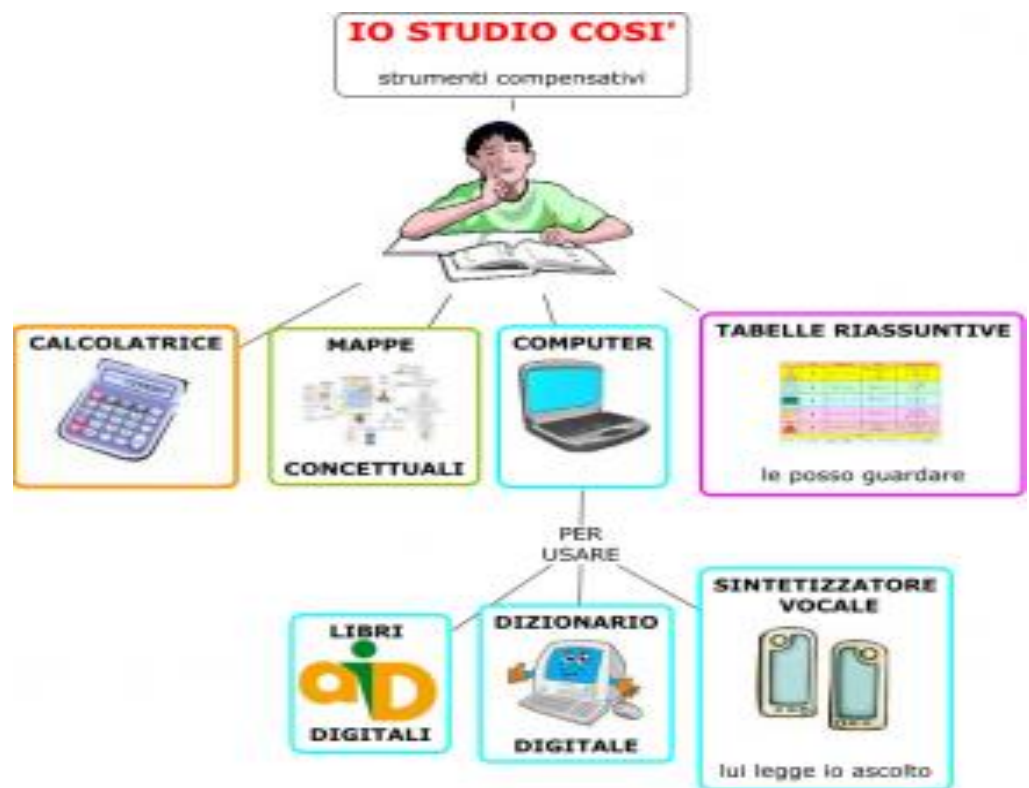 IO STUDIO COSI'
strumenti compensativi
CALCOLATRICE
MAPPE
CONCETTUALI
COMPUTER
TABELLE RIASSUNTIVE
le posso guardare
PER
USARE
LIBRI
aiD
DIGITALI
DIZIONARIO
DIGITALE
SINTETIZZATORE
VOCALE
lui legge io ascolto